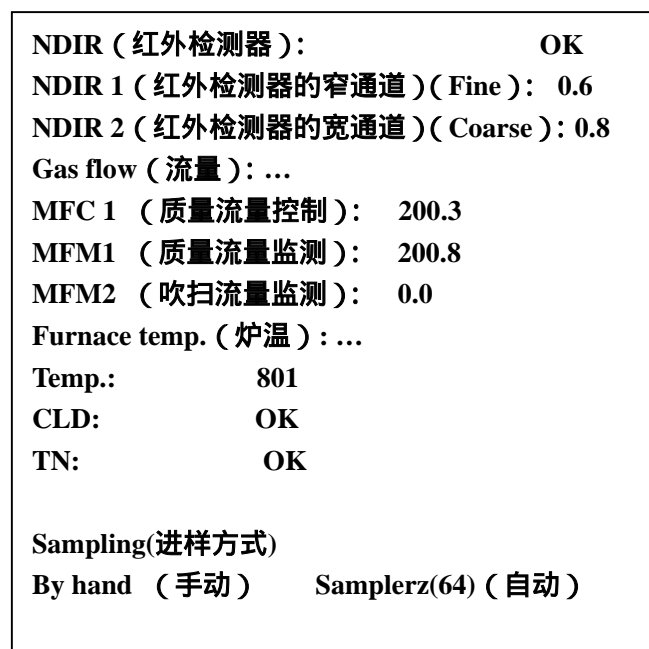 NDIR（红外检测器）： OK
NDIR 1（红外检测器的窄通道）（Fine）： 0.6
NDIR 2（红外检测器的宽通道）（Coarse）：0.8
Gas flow（流量）：…
MFC 1 （质量流量控制）： 200.3
MFM1 （质量流量监测）： 200.8
MFM2 （吹扫流量监测）： 0.0
Furnace temp.（炉温）: …
Temp.: 801
CLD: OK
TN: OK
Sampling(进样方式)
By hand （手动） Samplerz(64)（自动）